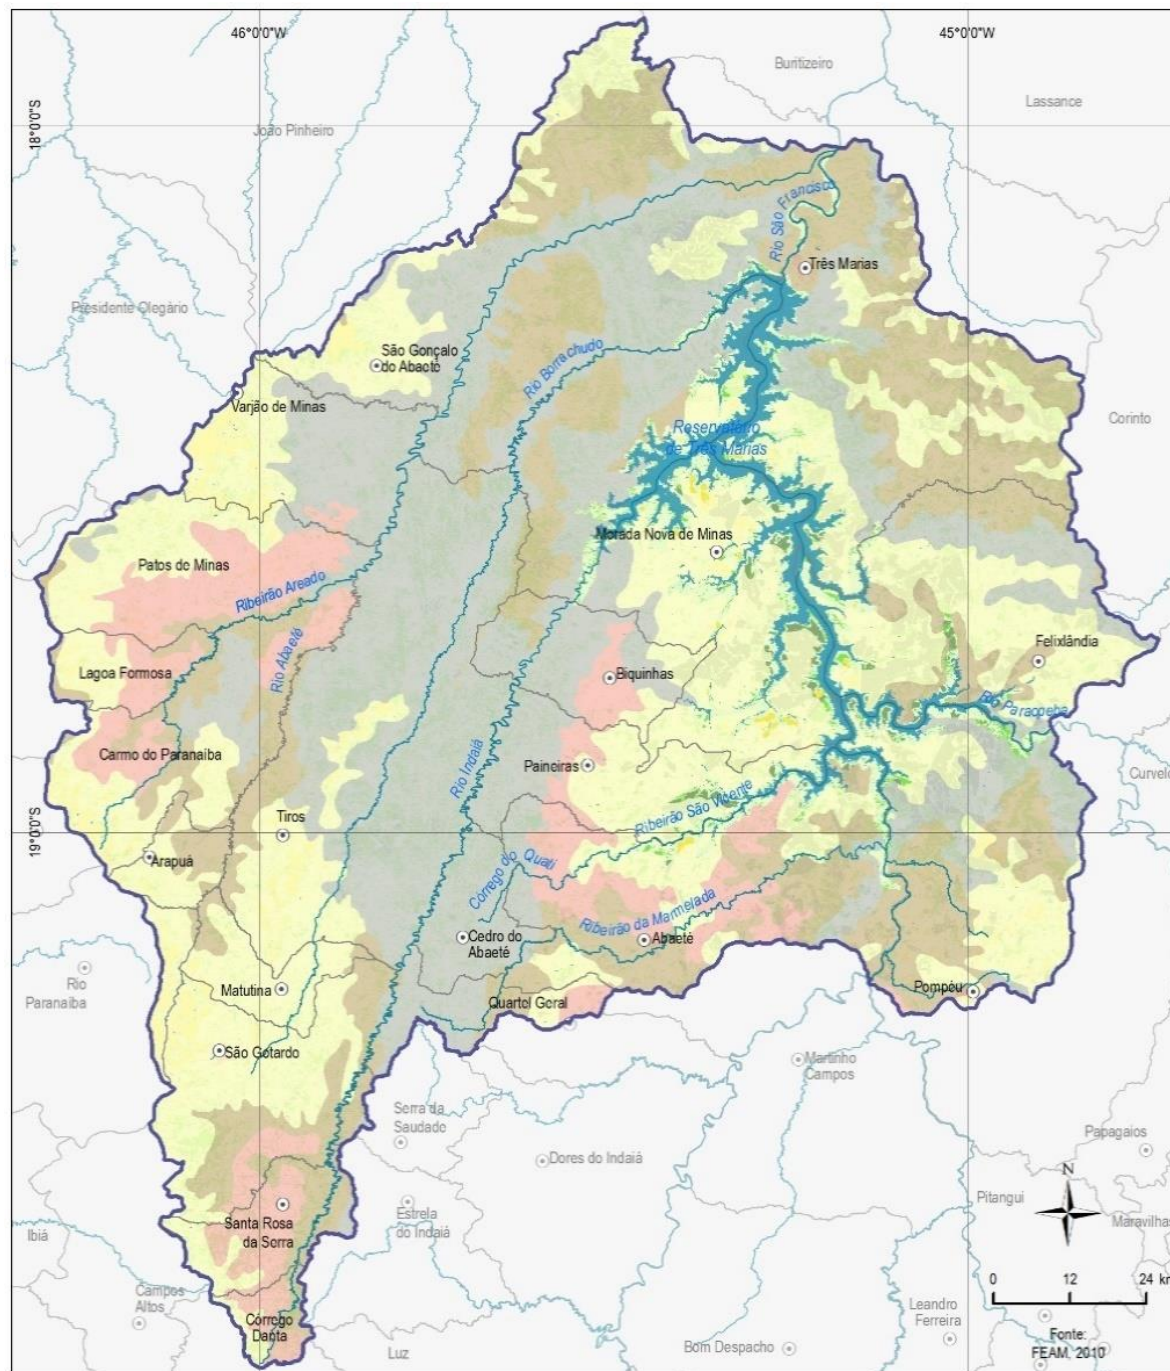 46°0'0"W
45°0'0"W
Buritizeiro
Lassance
18°0'0"S
João Pinheiro
Rio São Francisco
Três Marias
Presidente Olegário
São Gonçalo
do Abaeté
Rio Borrachudo
Varjão de Minas
Corinto
Reservatório
de Três Marias
Morada Nova de Minas
Patos de Minas
Ribeirão Areado
Rio Abaeté
Lagoa Formosa
Felixlândia
Biquinhas
Rio Paraopeba
Carmo do Paranaíba
Paineiras
Rio Indaiá
Curvelo
19°0'0"S
Tiros
Ribeirão São Vicente
Arapuá
Córrego do Quati
Ribeirão da Marmelada
Cedro do
Abaeté
Abaeté
Rio
Paranaíba
Matutina
Quartel Geral
Pompéu
São Gotardo
Martinho
Campos
Serra da
Saudade
Papagaios
Dores do Indaiá
N
Pitangui
Estrela
do Indaiá
Maravilhas
Santa Rosa
da Serra
Ibiá
0 12 24 km
Campos
Altos
Córrego
Danta
Leandro
Ferreira
Luz
Bom Despacho
Fonte:
FEAM, 2010